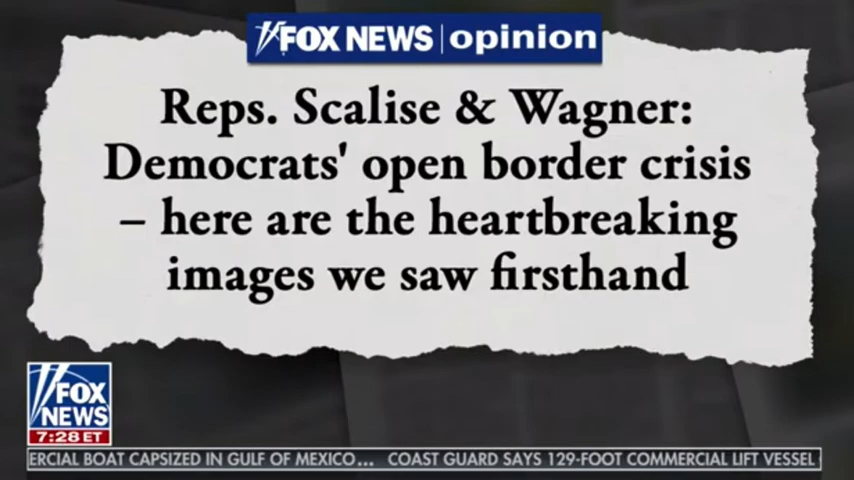 FOX NEWS | opinion
Reps. Scalise & Wagner:
Democrats' open border crisis
– here are the heartbreaking
images we saw firsthand
FOX
NEWS
7:28 ET
ERCIAL BOAT CAPSIZED IN GULF OF MEXICO... COAST GUARD SAYS 129-FOOT COMMERCIAL LIFT VESSEL